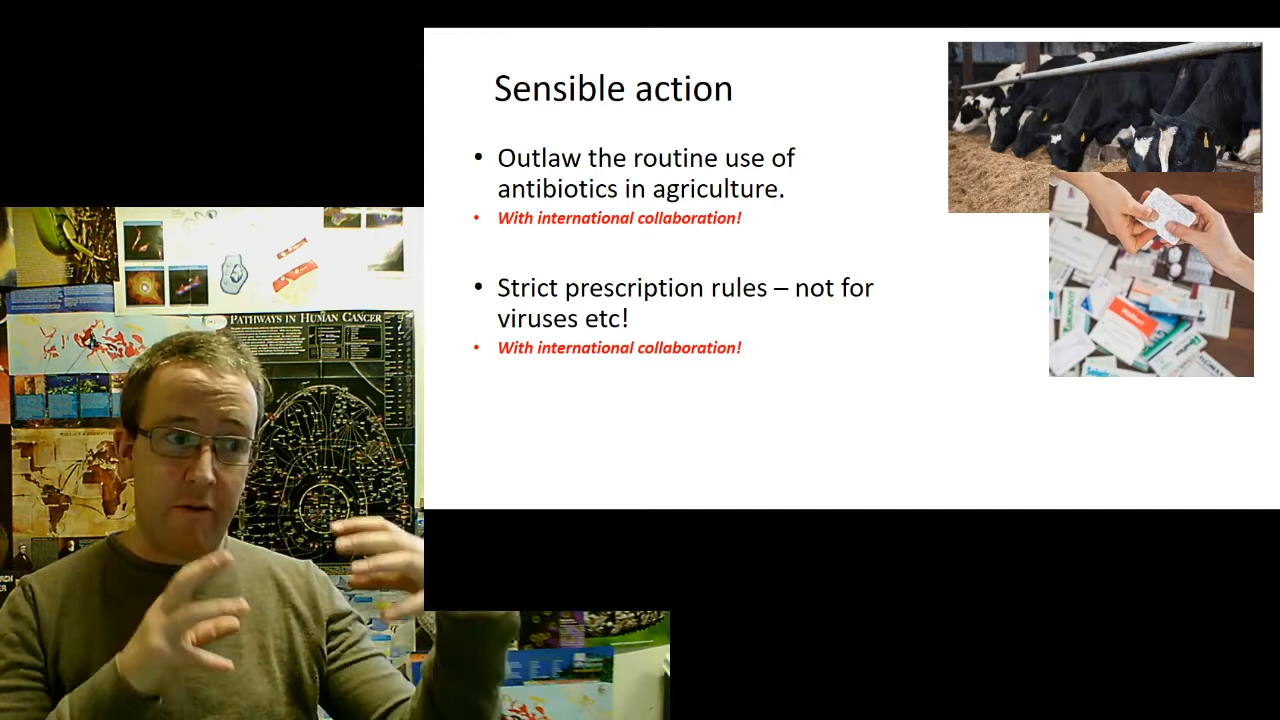 Sensible action
• Outlaw the routine use of
antibiotics in agriculture.
• With international collaboration!
• Strict prescription rules – not for
viruses etc!
• With international collaboration!
PATHWAYS IN HUMAN CANCER